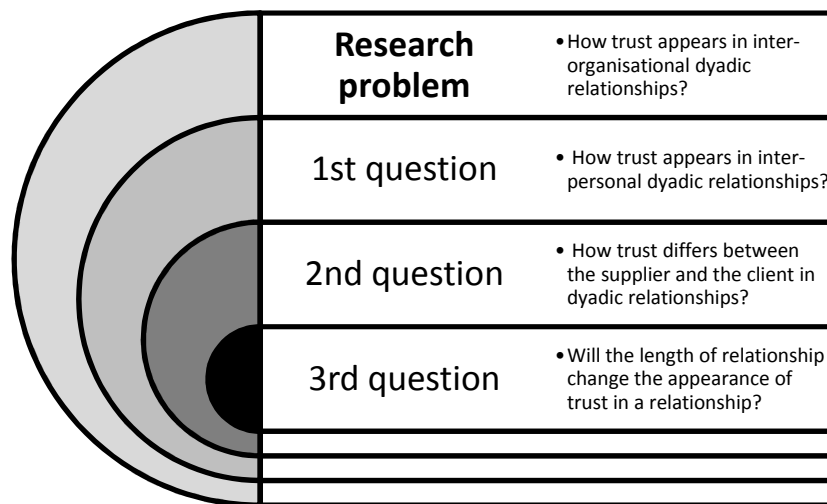 Research
problem
•How trust appears in inter-
organisational dyadic
relationships?
1st question
• How trust appears in inter-
personal dyadic relationships?
2nd question
• How trust differs between
the supplier and the client in
dyadic relationships?
3rd question
•Will the length of relationship
change the appearance of
trust in a relationship?